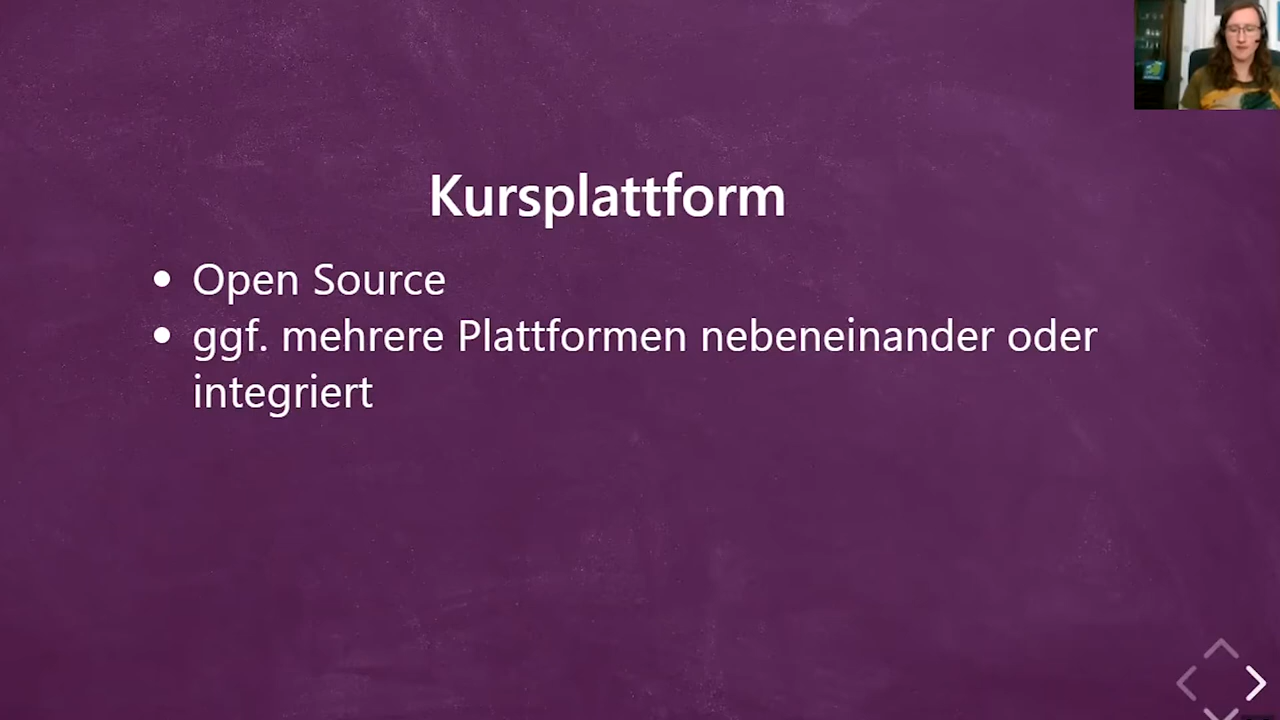 Kursplattform
• Open Source
• ggf. mehrere Plattformen nebeneinander oder
integriert